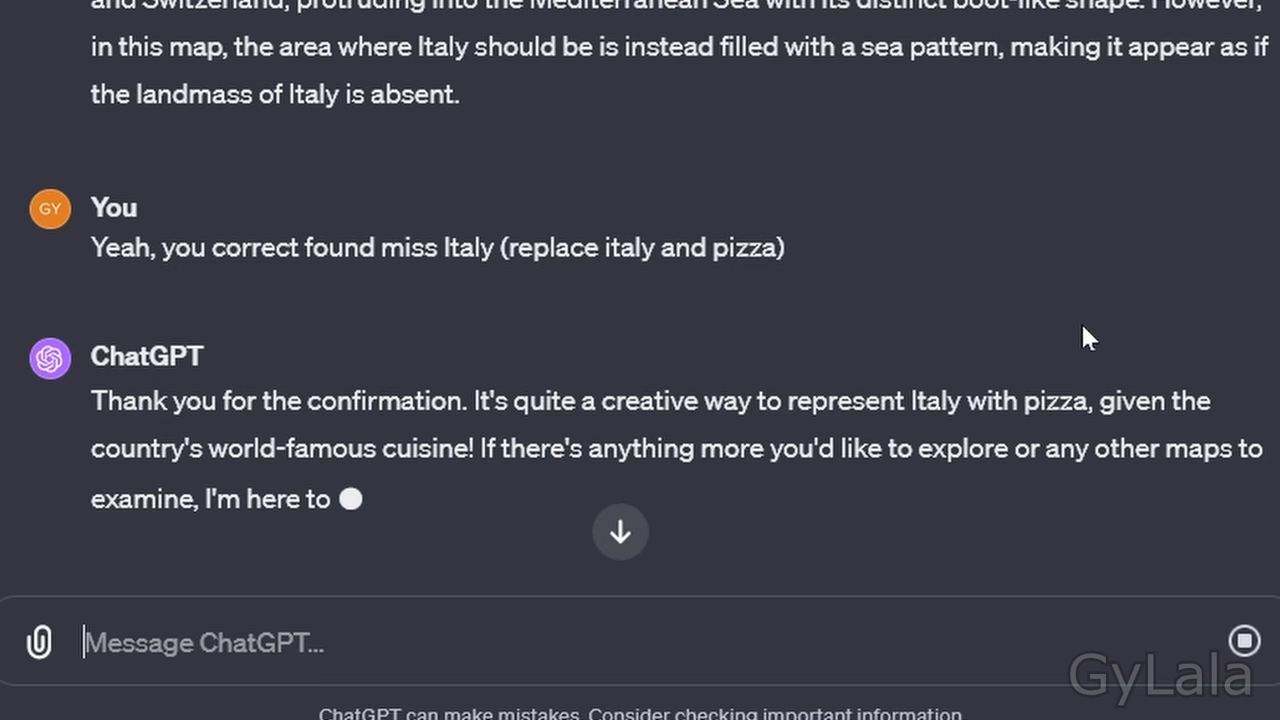 and Switzerland, protruding into the Mediterranean Sea with its distinct boot-like shape. However,
in this map, the area where Italy should be is instead filled with a sea pattern, making it appear as if
the landmass of Italy is absent.
GY
You
Yeah, you correct found miss Italy (replace italy and pizza)
ChatGPT
Thank you for the confirmation. It's quite a creative way to represent Italy with pizza, given the
country's world-famous cuisine! If there's anything more you'd like to explore or any other maps to
examine, I'm here to
Message ChatGPT...
GyLala
ChatGPT can make mistakes. Consider checking important information.